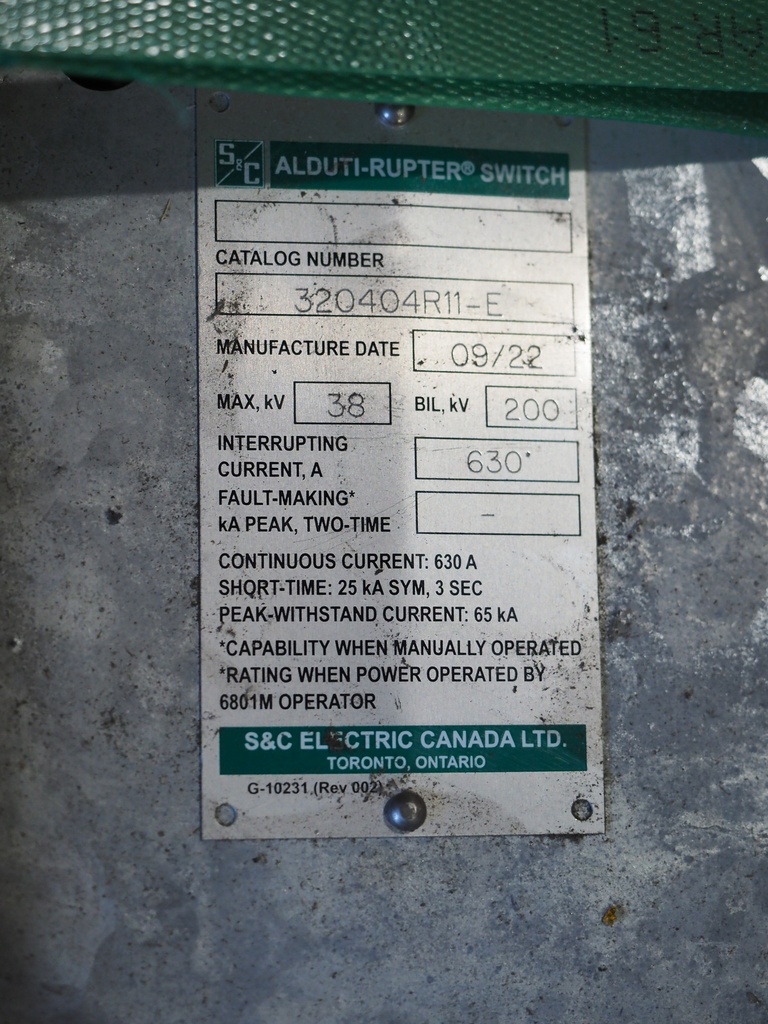 S&C ALDUTI-RUPTER® SWITCH
CATALOG NUMBER
320404R11-E
MANUFACTURE DATE 09/22
MAX, kV 38 BIL, kV 200
INTERRUPTING
CURRENT, A 630*
FAULT-MAKING*
kA PEAK, TWO-TIME -
CONTINUOUS CURRENT: 630 A
SHORT-TIME: 25 kA SYM, 3 SEC
PEAK-WITHSTAND CURRENT: 65 kA
*CAPABILITY WHEN MANUALLY OPERATED
*RATING WHEN POWER OPERATED BY
6801M OPERATOR
S&C ELECTRIC CANADA LTD.
TORONTO, ONTARIO
G-10231 (Rev 002)